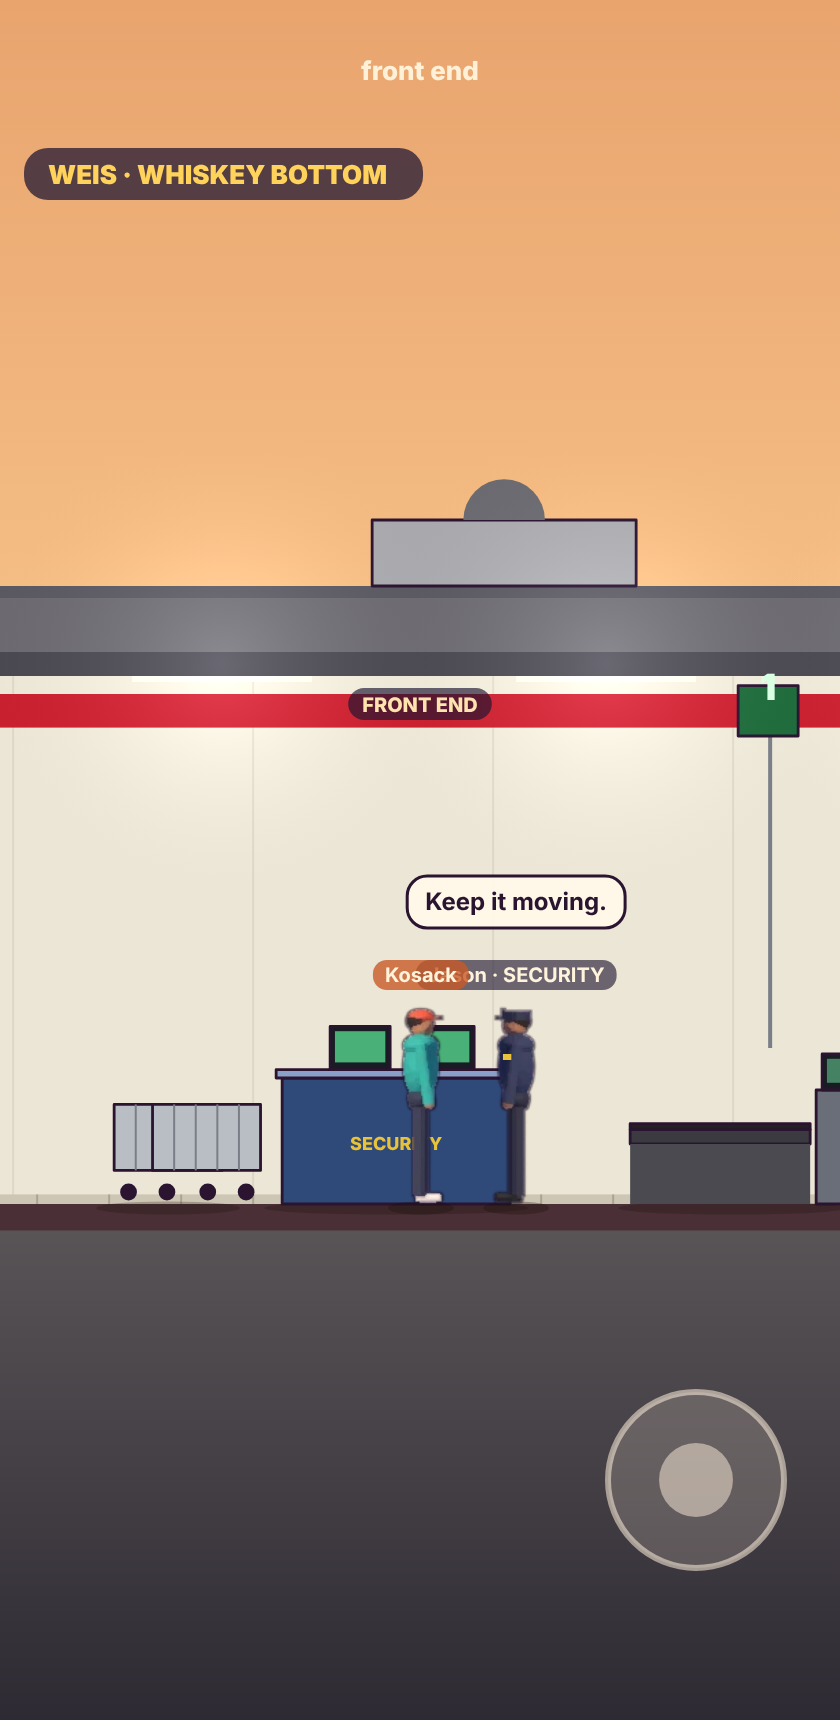 front end
WEIS · WHISKEY BOTTOM
1
FRONT END
Keep it moving.
Kosack
· SECURITY